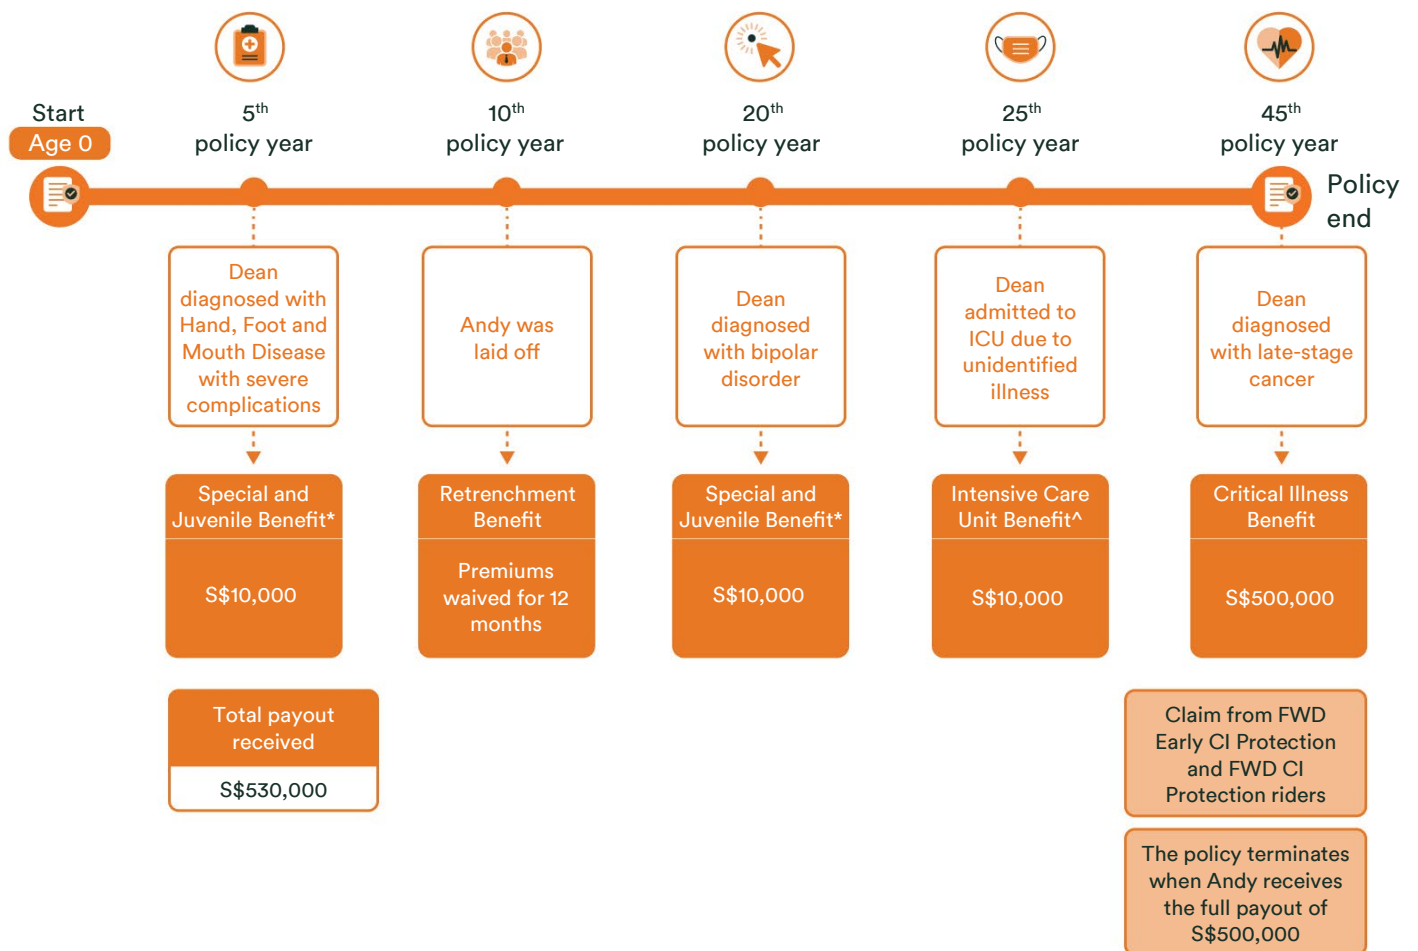 Start
Age 0
5th
policy year
10th
policy year
20th
policy year
25th
policy year
45th
policy year
Policy
end
Dean
diagnosed with
Hand, Foot and
Mouth Disease
with severe
complications
Andy was
laid off
Dean
diagnosed
with bipolar
disorder
Dean
admitted to
ICU due to
unidentified
illness
Dean
diagnosed
with late-stage
cancer
Special and
Juvenile Benefit*
S$10,000
Retrenchment
Benefit
Premiums
waived for 12
months
Special and
Juvenile Benefit*
S$10,000
Intensive Care
Unit Benefit^
S$10,000
Critical Illness
Benefit
S$500,000
Total payout
received
S$530,000
Claim from FWD
Early CI Protection
and FWD CI
Protection riders
The policy terminates
when Andy receives
the full payout of
S$500,000